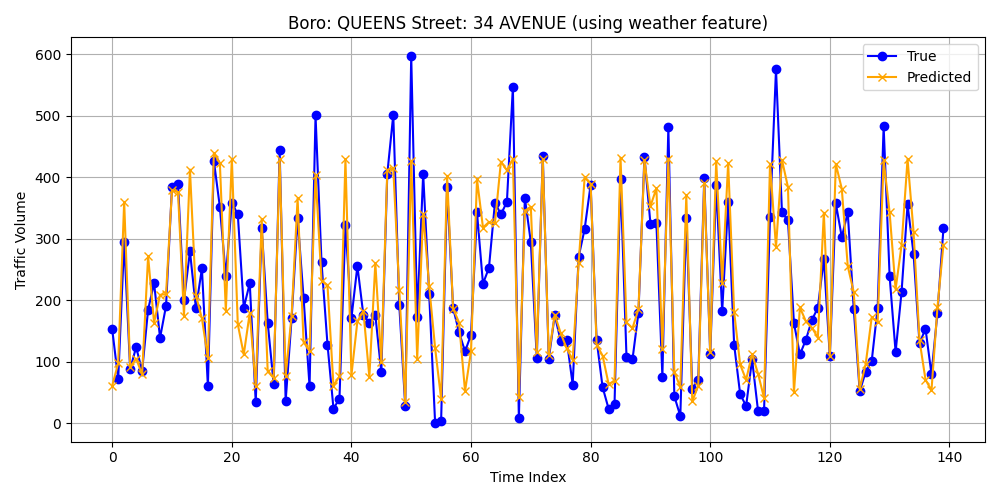 Boro: QUEENS Street: 34 AVENUE (using weather feature)
True
Predicted
Traffic Volume
600
500
400
300
200
100
0
0 20 40 60 80 100 120 140
Time Index